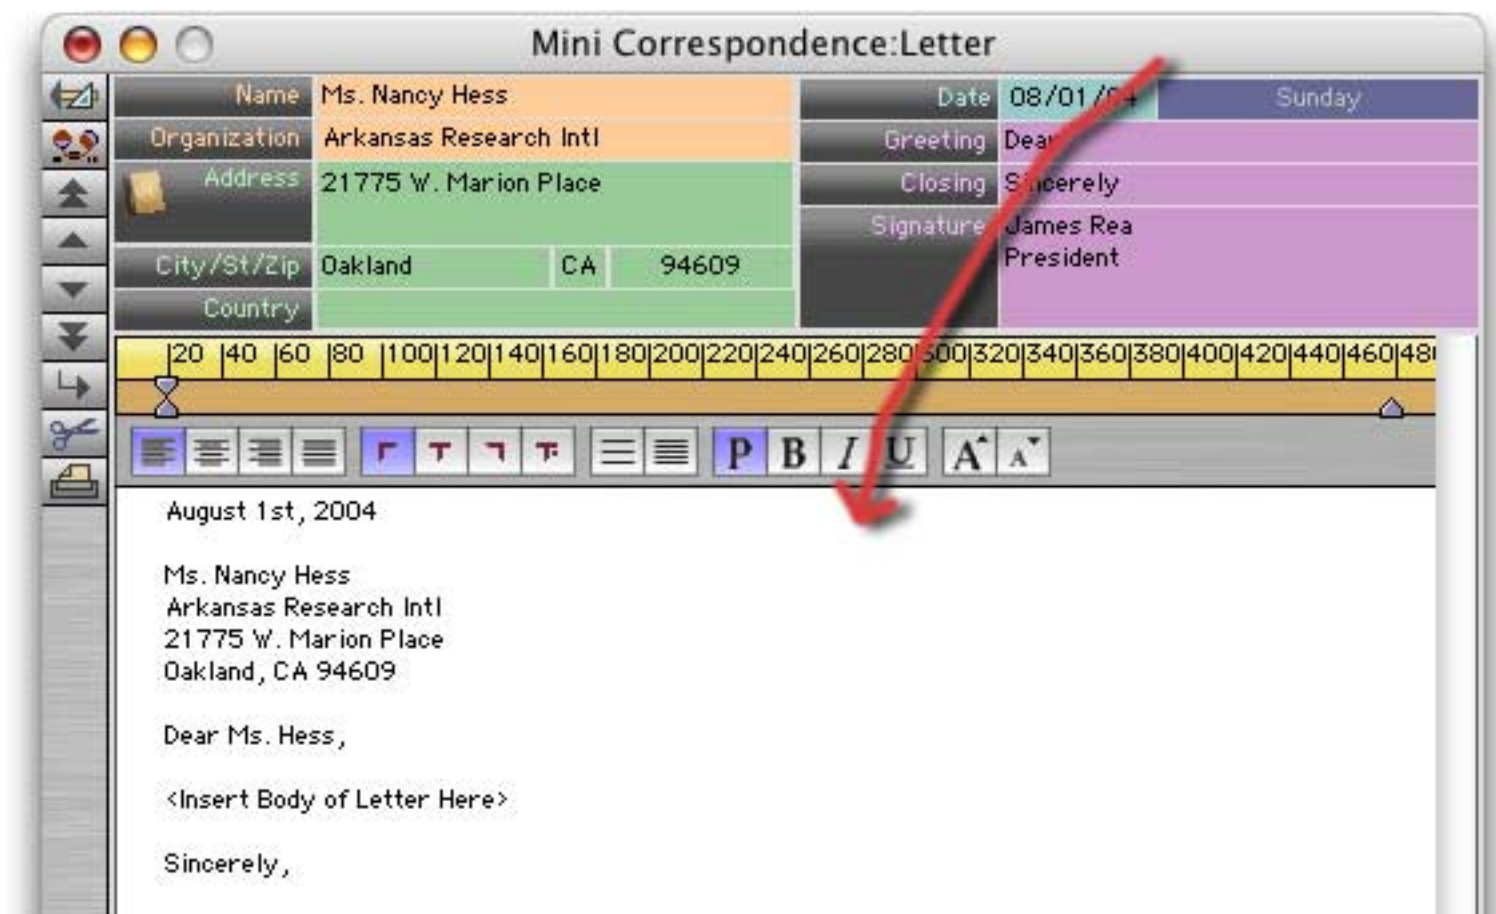 Mini Correspondence:Letter
Name Ms. Nancy Hess
Organization Arkansas Research Intl
Address 21775 W. Marion Place
City/St/Zip Oakland CA 94609
Country
Date 08/01/04 Sunday
Greeting Dear
Closing Sincerely
Signature James Rea
President
|20 |40 |60 |80 |100|120|140|160|180|200|220|240|260|280|300|320|340|360|380|400|420|440|460|48
P B I U A A
August 1st, 2004
Ms. Nancy Hess
Arkansas Research Intl
21775 W. Marion Place
Oakland, CA 94609
Dear Ms. Hess,
<Insert Body of Letter Here>
Sincerely,